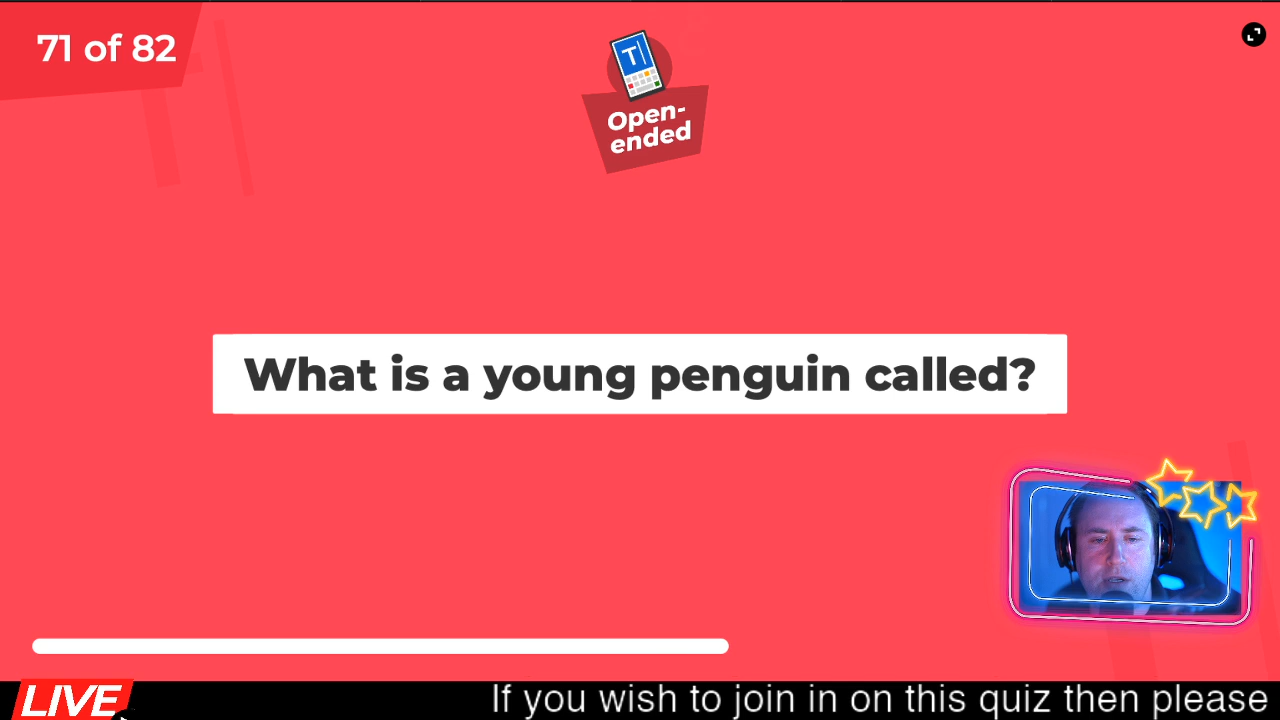 71 of 82
T
Open-
ended
What is a young penguin called?
LIVE
If you wish to join in on this quiz then please